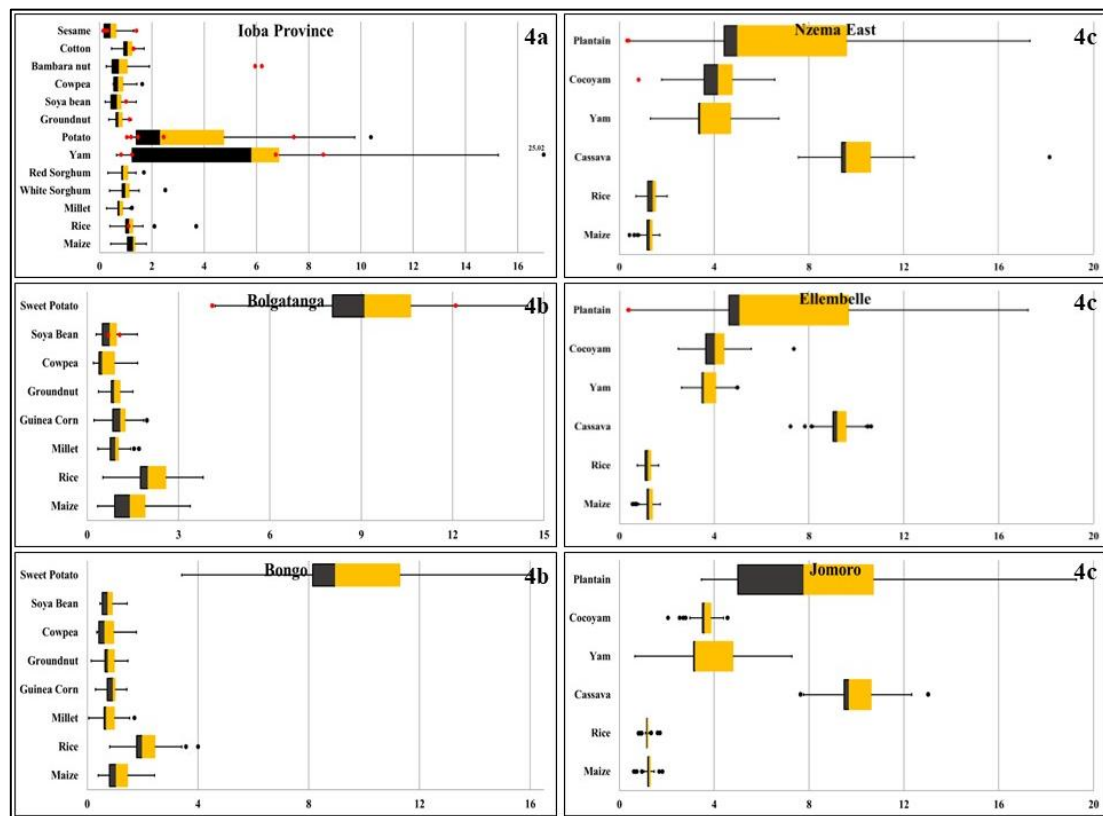 Ioba Province
4a
Sesame
Cotton
Bambara nut
Cowpea
Soya bean
Groundnut
Potato
Yam
25.02
Red Sorghum
White Sorghum
Millet
Rice
Maize
0 2 4 6 8 10 12 14 16 18
Bolgatanga
4b
Sweet Potato
Soya Bean
Cowpea
Groundnut
Guinea Corn
Millet
Rice
Maize
0 3 6 9 12 15
Bongo
4b
Sweet Potato
Soya Bean
Cowpea
Groundnut
Guinea Corn
Millet
Rice
Maize
0 4 8 12 16
Nzema East
4c
Plantain
Cocoyam
Yam
Cassava
Rice
Maize
0 4 8 12 16 20
Ellembelle
4c
Plantain
Cocoyam
Yam
Cassava
Rice
Maize
0 4 8 12 16 20
Jomoro
4c
Plantain
Cocoyam
Yam
Cassava
Rice
Maize
0 4 8 12 16 20